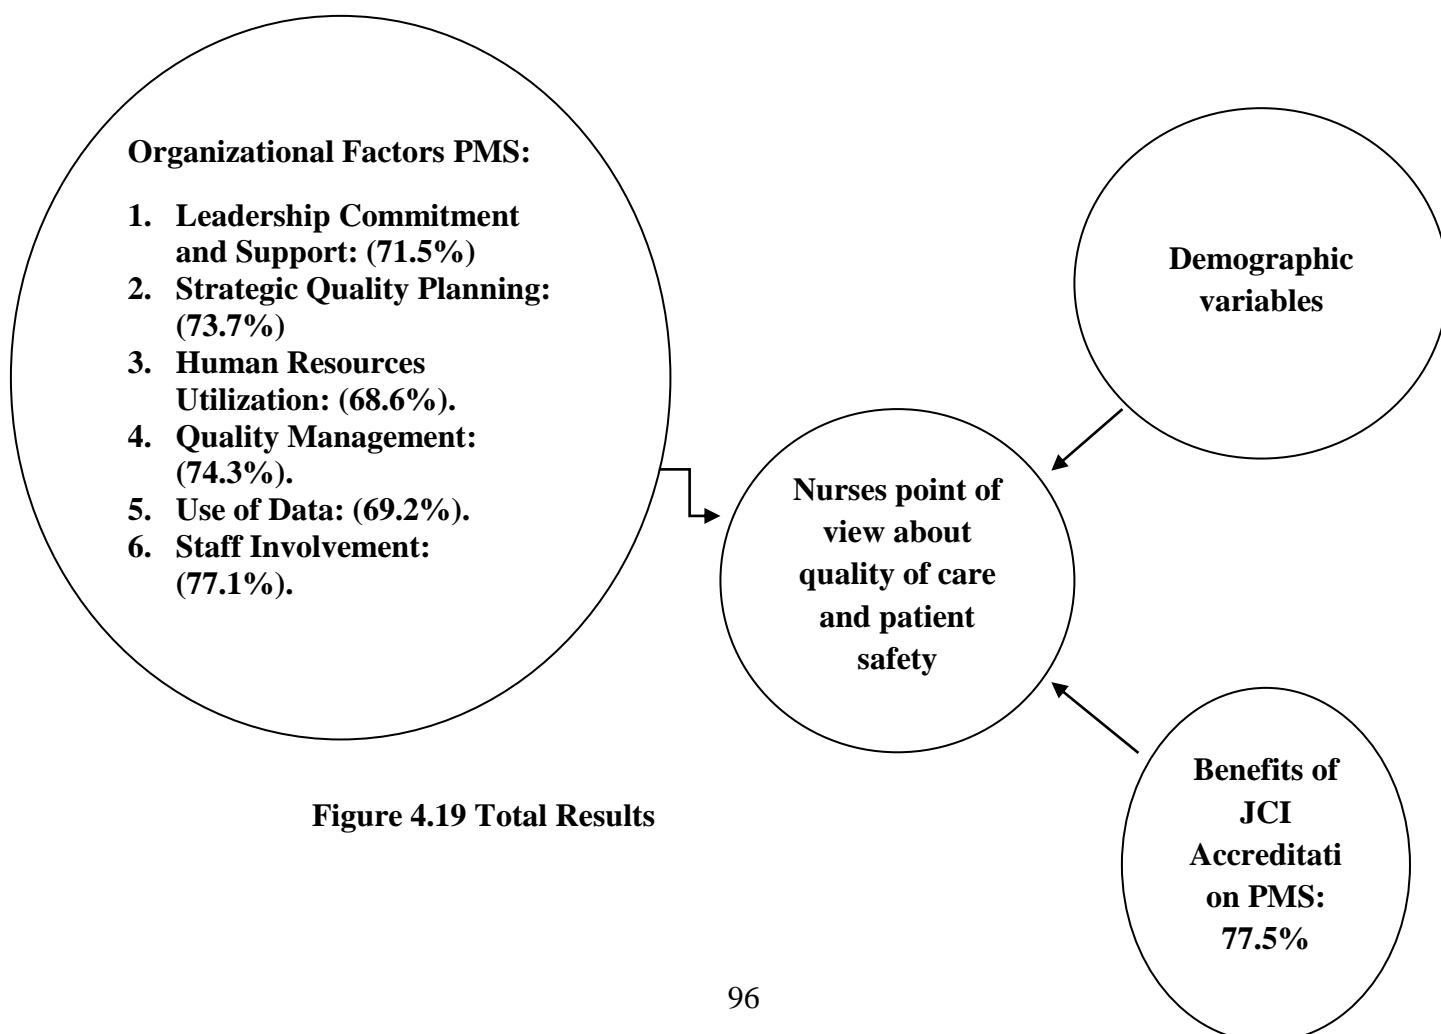 Organizational Factors PMS:
1. Leadership Commitment
and Support: (71.5%)
2. Strategic Quality Planning:
(73.7%)
3. Human Resources
Utilization: (68.6%).
4. Quality Management:
(74.3%).
5. Use of Data: (69.2%).
6. Staff Involvement:
(77.1%).
Demographic
variables
Nurses point of
view about
quality of care
and patient
safety
Benefits of
JCI
Accreditati
on PMS:
77.5%
Figure 4.19 Total Results
96